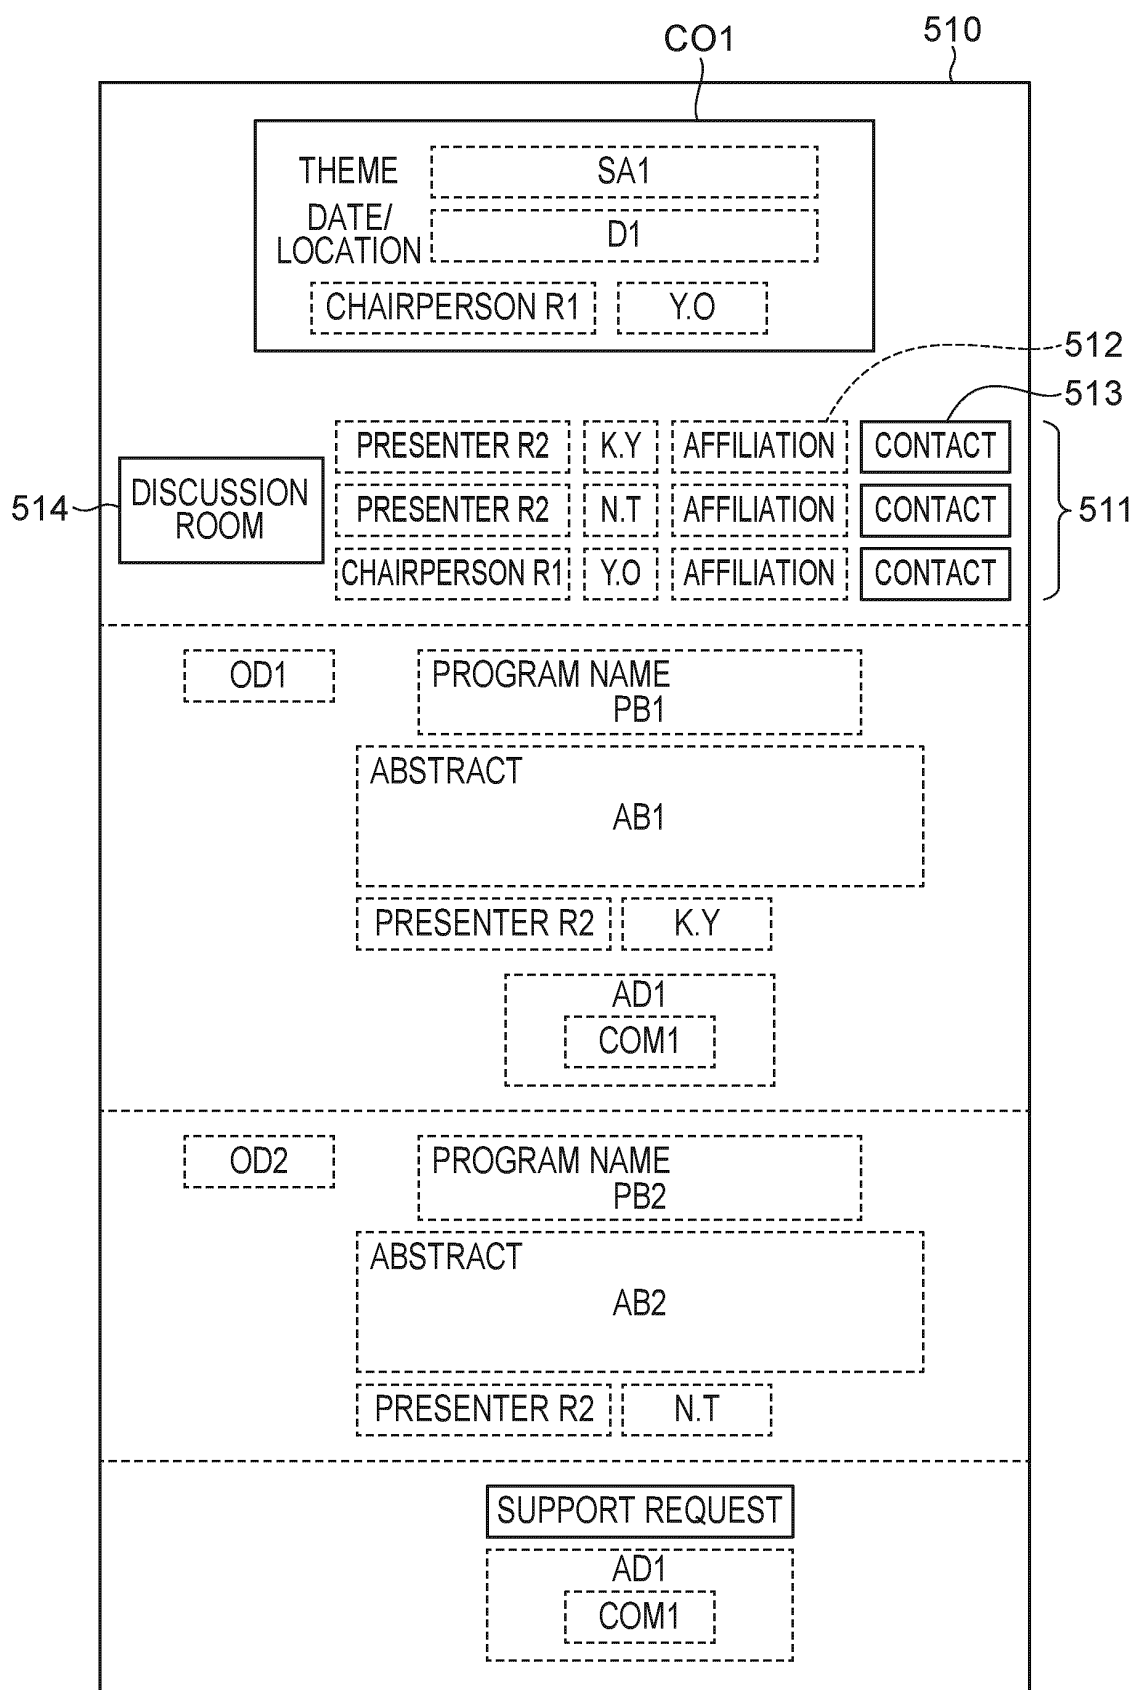 CO1
510
THEME SA1
DATE/
LOCATION D1
CHAIRPERSON R1 Y.O
512
513
PRESENTER R2 K.Y AFFILIATION CONTACT
514 DISCUSSION
ROOM
PRESENTER R2 N.T AFFILIATION CONTACT 511
CHAIRPERSON R1 Y.O AFFILIATION CONTACT
OD1 PROGRAM NAME
PB1
ABSTRACT
AB1
PRESENTER R2 K.Y
AD1
COM1
OD2 PROGRAM NAME
PB2
ABSTRACT
AB2
PRESENTER R2 N.T
SUPPORT REQUEST
AD1
COM1